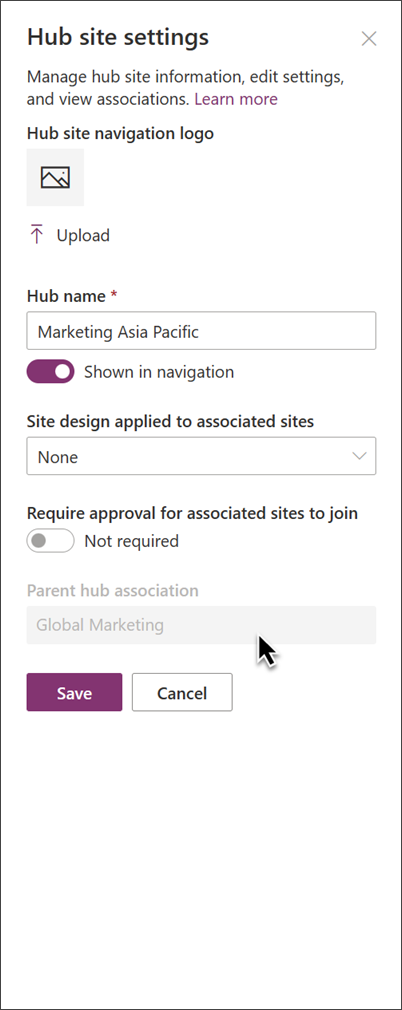 Hub site settings
Manage hub site information, edit settings,
and view associations. Learn more
Hub site navigation logo
Upload
Hub name *
Marketing Asia Pacific
Shown in navigation
Site design applied to associated sites
None
Require approval for associated sites to join
Not required
Parent hub association
Global Marketing
Save Cancel